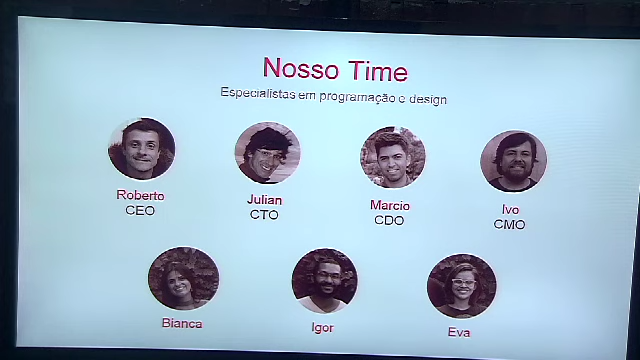 Nosso Time
Especialistas em programação e design
Roberto
CEO
Julian
CTO
Marcio
CDO
Ivo
CMO
Bianca
Igor
Eva